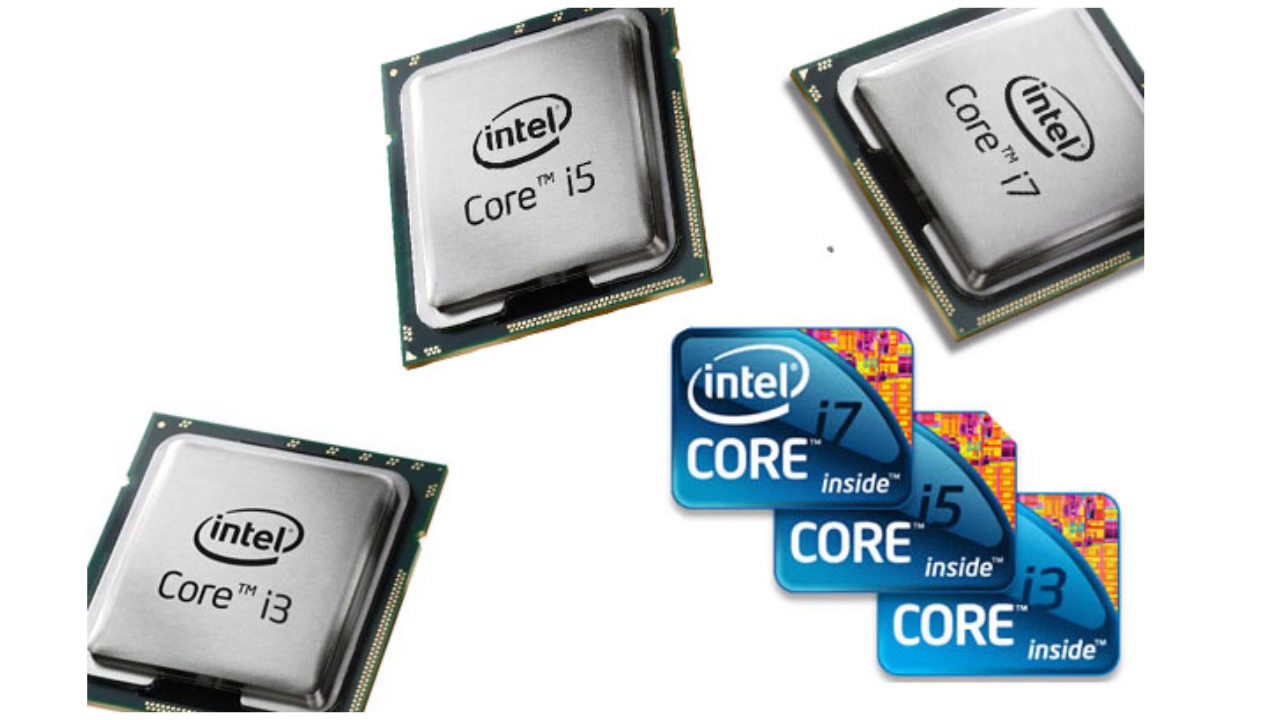 intel®
Core™ i5
intel®
Core™ i7
intel®
Core™ i3
intel®
i7
CORE™
inside™
i5
CORE™
inside™
i3
CORE™
inside™